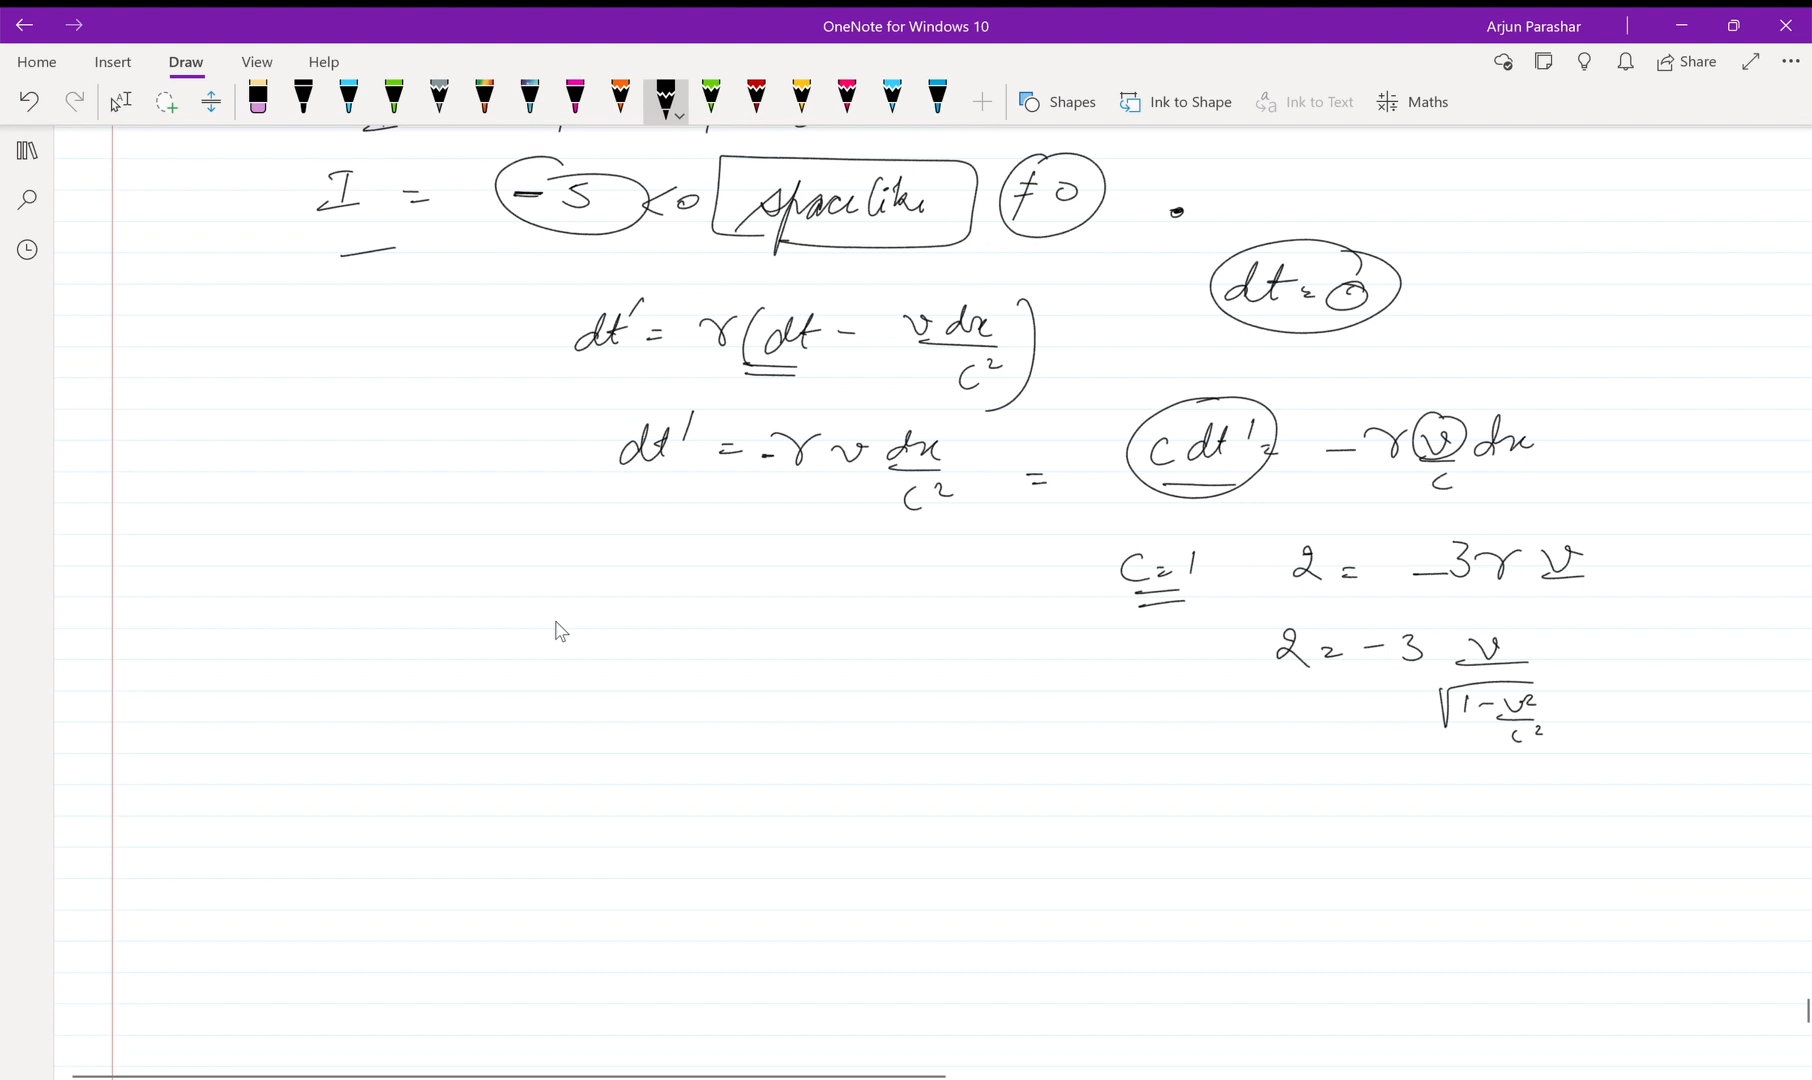 OneNote for Windows 10
Arjun Parashar
Home Insert Draw View Help
Share
Shapes Ink to Shape Ink to Text Maths
I = -5 < 0 spacelike ≠ 0 .
dt = 0
dt' = γ(dt - v dx/c²)
dt' = -γ v dx/c² = c dt' = - γ v/c dx
c = 1 2 = -3γ v
2 = -3 v/√(1 - v²/c²)